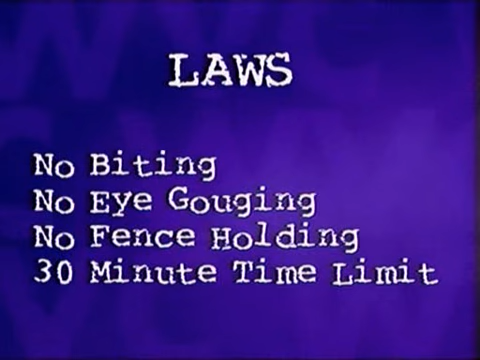 LAWS
No Biting
No Eye Gouging
No Fence Holding
30 Minute Time Limit